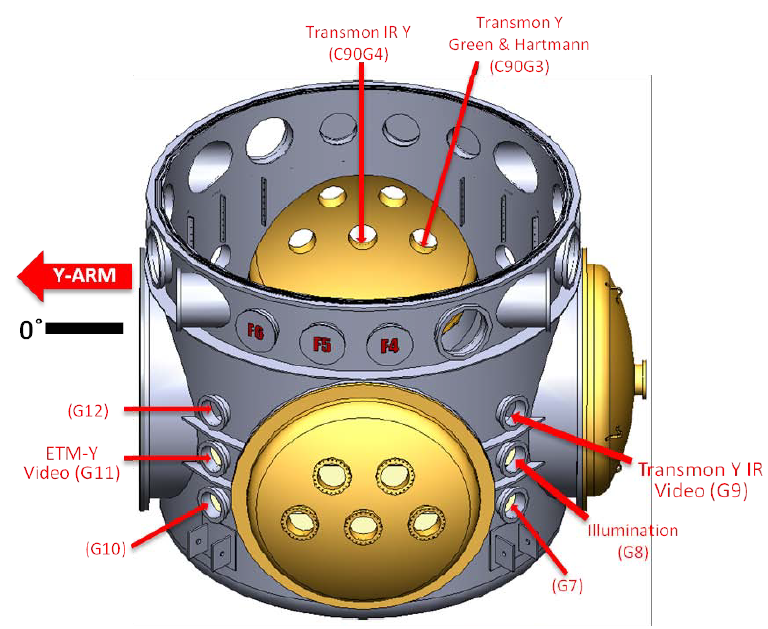 Transmon IR Y
(C90G4)
Transmon Y
Green & Hartmann
(C90G3)
Y-ARM
0°
F6
F5
F4
(G12)
ETM-Y
Video (G11)
(G10)
Transmon Y IR
Video (G9)
Illumination
(G8)
(G7)